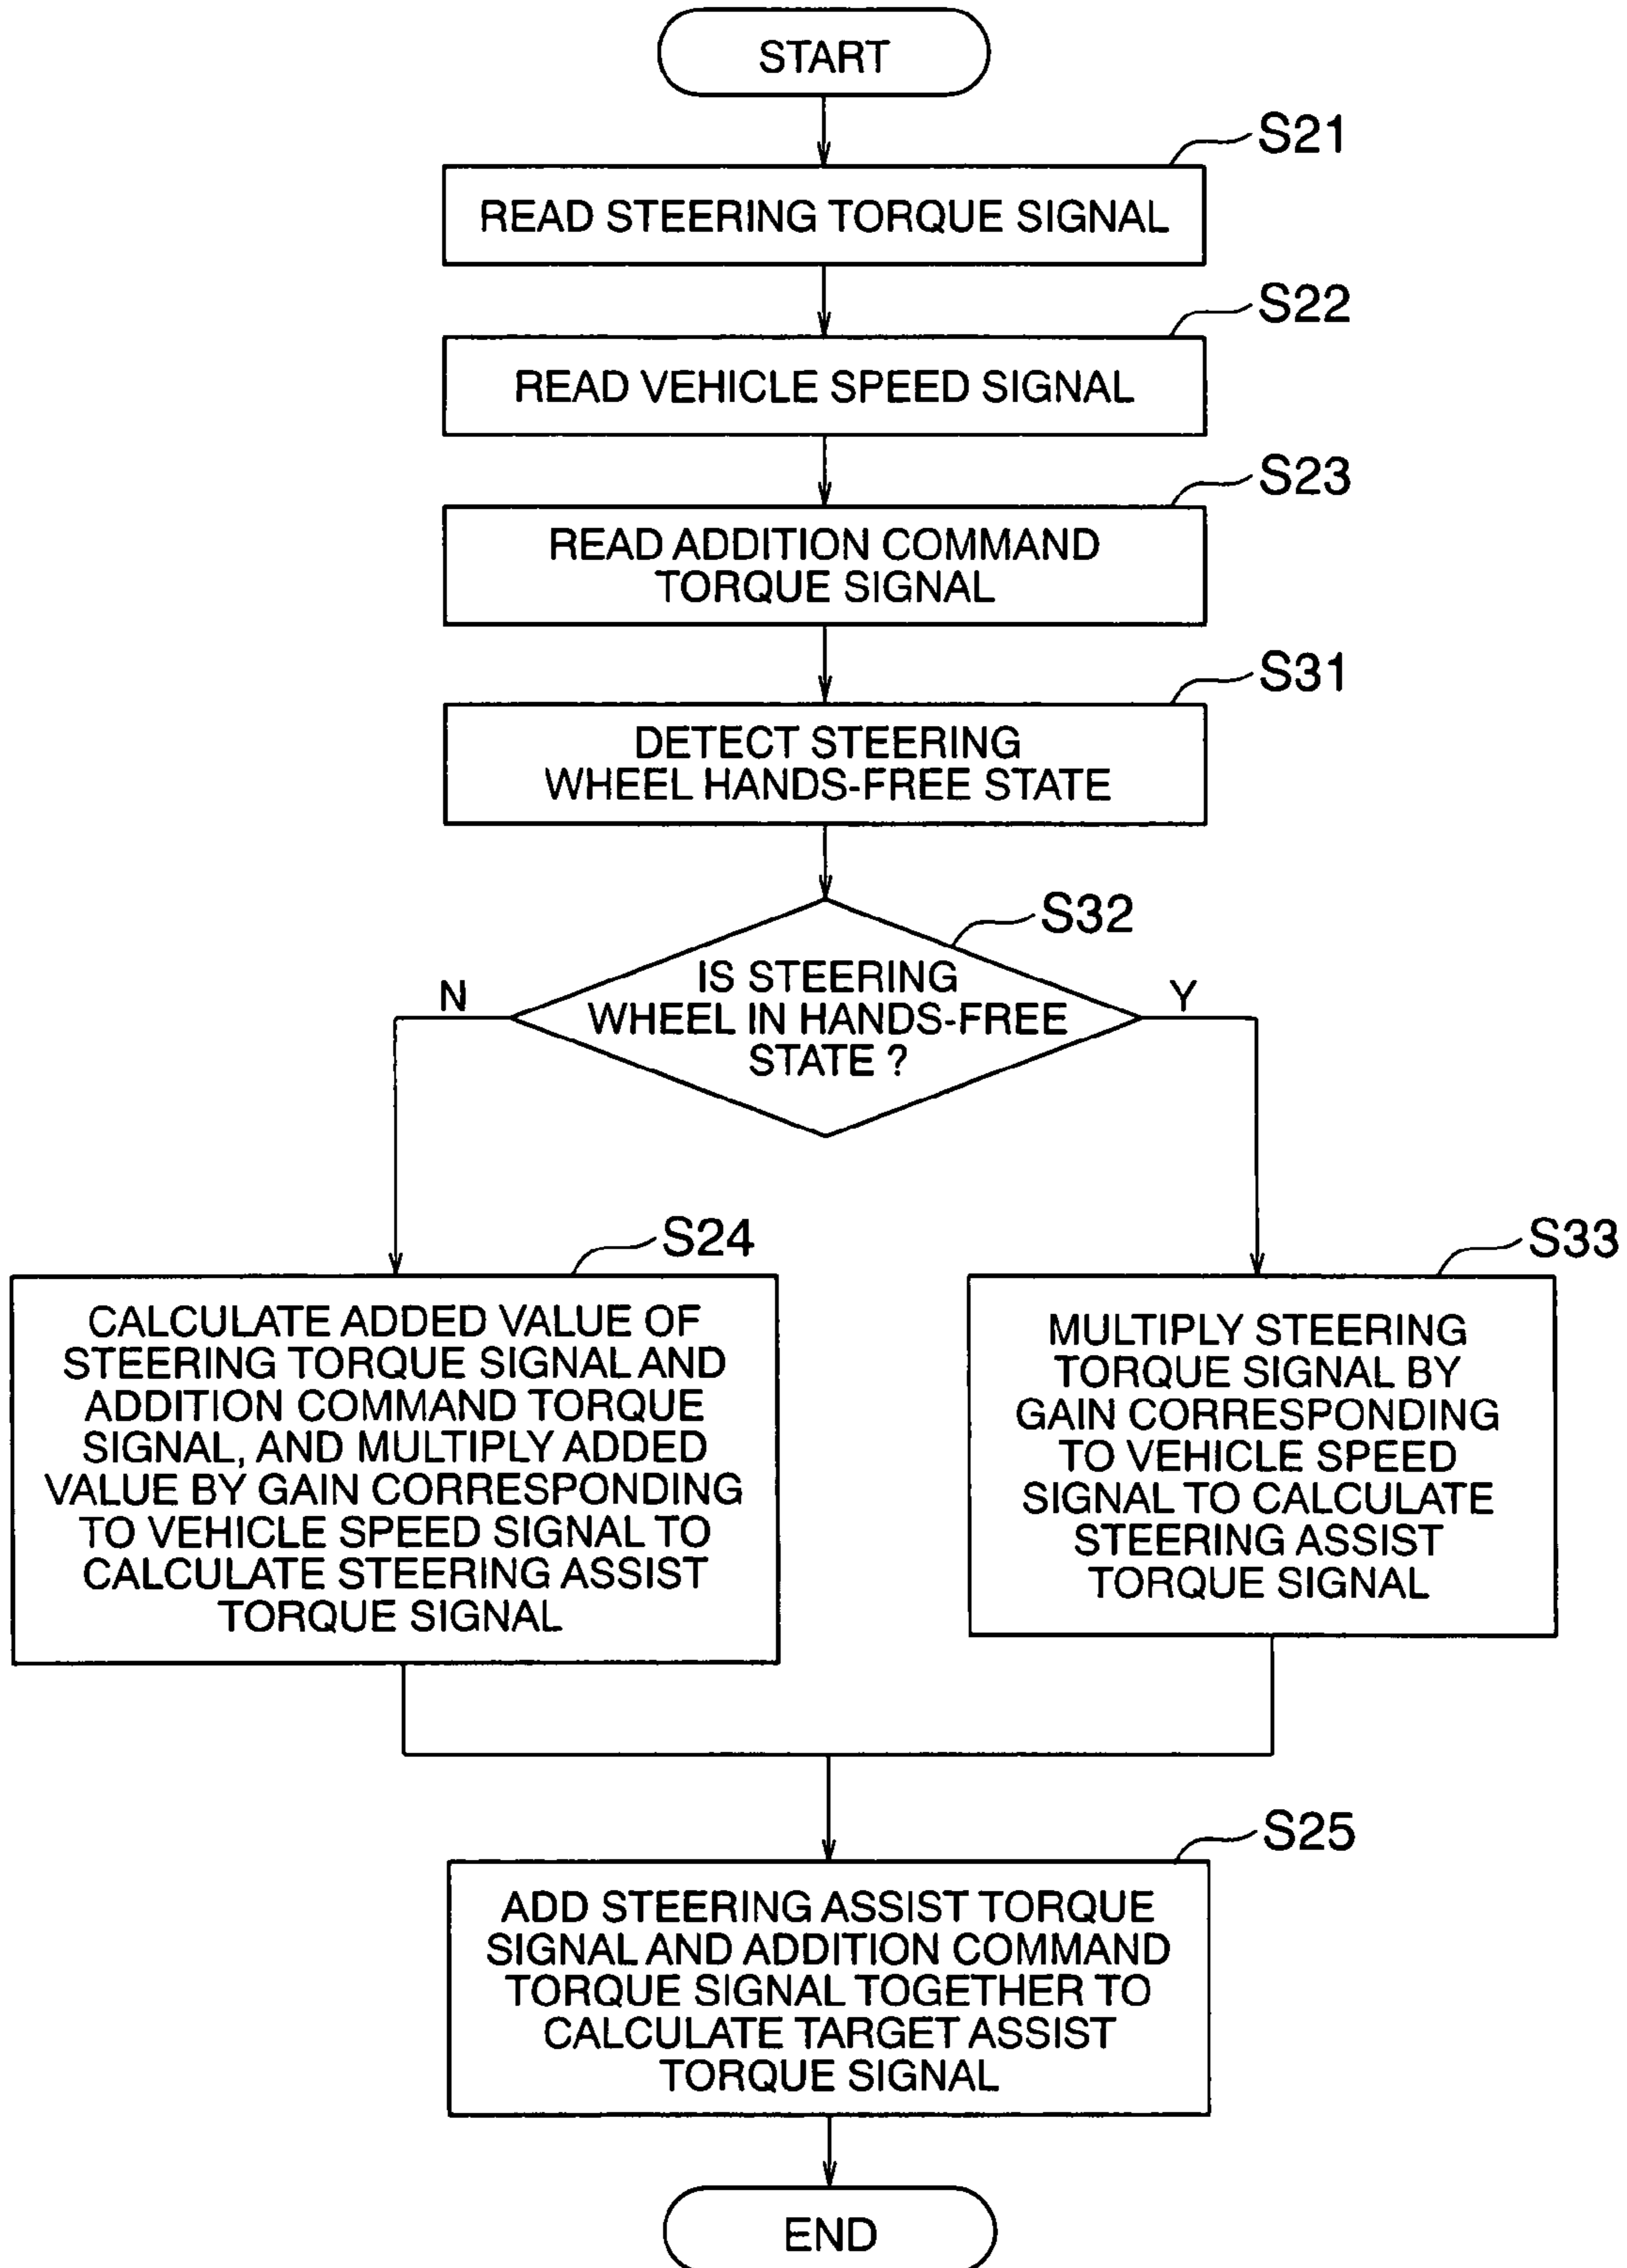 START
S21
READ STEERING TORQUE SIGNAL
S22
READ VEHICLE SPEED SIGNAL
S23
READ ADDITION COMMAND
TORQUE SIGNAL
S31
DETECT STEERING
WHEEL HANDS-FREE STATE
S32
IS STEERING
WHEEL IN HANDS-FREE
STATE ?
N
Y
S24
CALCULATE ADDED VALUE OF
STEERING TORQUE SIGNAL AND
ADDITION COMMAND TORQUE
SIGNAL, AND MULTIPLY ADDED
VALUE BY GAIN CORRESPONDING
TO VEHICLE SPEED SIGNAL TO
CALCULATE STEERING ASSIST
TORQUE SIGNAL
S33
MULTIPLY STEERING
TORQUE SIGNAL BY
GAIN CORRESPONDING
TO VEHICLE SPEED
SIGNAL TO CALCULATE
STEERING ASSIST
TORQUE SIGNAL
S25
ADD STEERING ASSIST TORQUE
SIGNAL AND ADDITION COMMAND
TORQUE SIGNAL TOGETHER TO
CALCULATE TARGET ASSIST
TORQUE SIGNAL
END